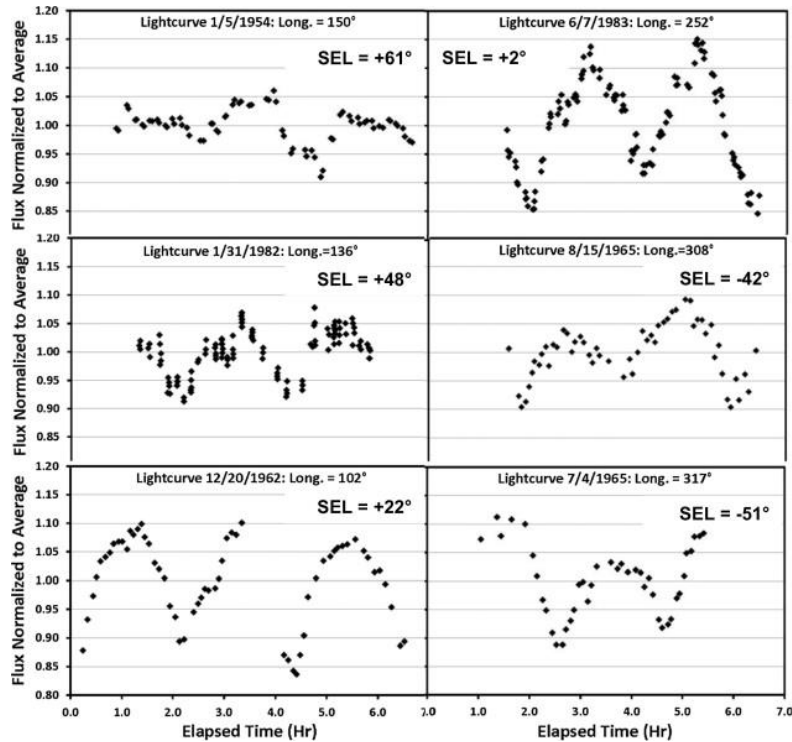 Lightcurve 1/5/1954: Long. = 150°
SEL = +61°
Lightcurve 6/7/1983: Long. = 252°
SEL = +2°
1.20
1.15
1.10
1.05
1.00
0.95
0.90
0.85
Flux Normalized to Average
Lightcurve 1/31/1982: Long.=136°
SEL = +48°
Lightcurve 8/15/1965: Long.=308°
SEL = -42°
1.20
1.15
1.10
1.05
1.00
0.95
0.90
0.85
Flux Normalized to Average
Lightcurve 12/20/1962: Long. = 102°
SEL = +22°
Lightcurve 7/4/1965: Long. = 317°
SEL = -51°
1.20
1.15
1.10
1.05
1.00
0.95
0.90
0.85
0.80
Flux Normalized to Average
0.0 1.0 2.0 3.0 4.0 5.0 6.0 7.0
0.0 1.0 2.0 3.0 4.0 5.0 6.0 7.0
Elapsed Time (Hr)
Elapsed Time (Hr)